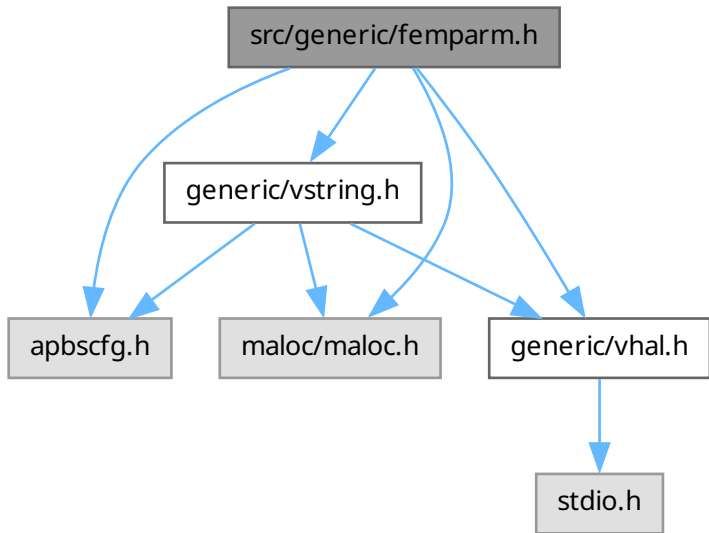 src/generic/femparm.h
generic/vstring.h
apbscfg.h
maloc/maloc.h
generic/vhal.h
stdio.h